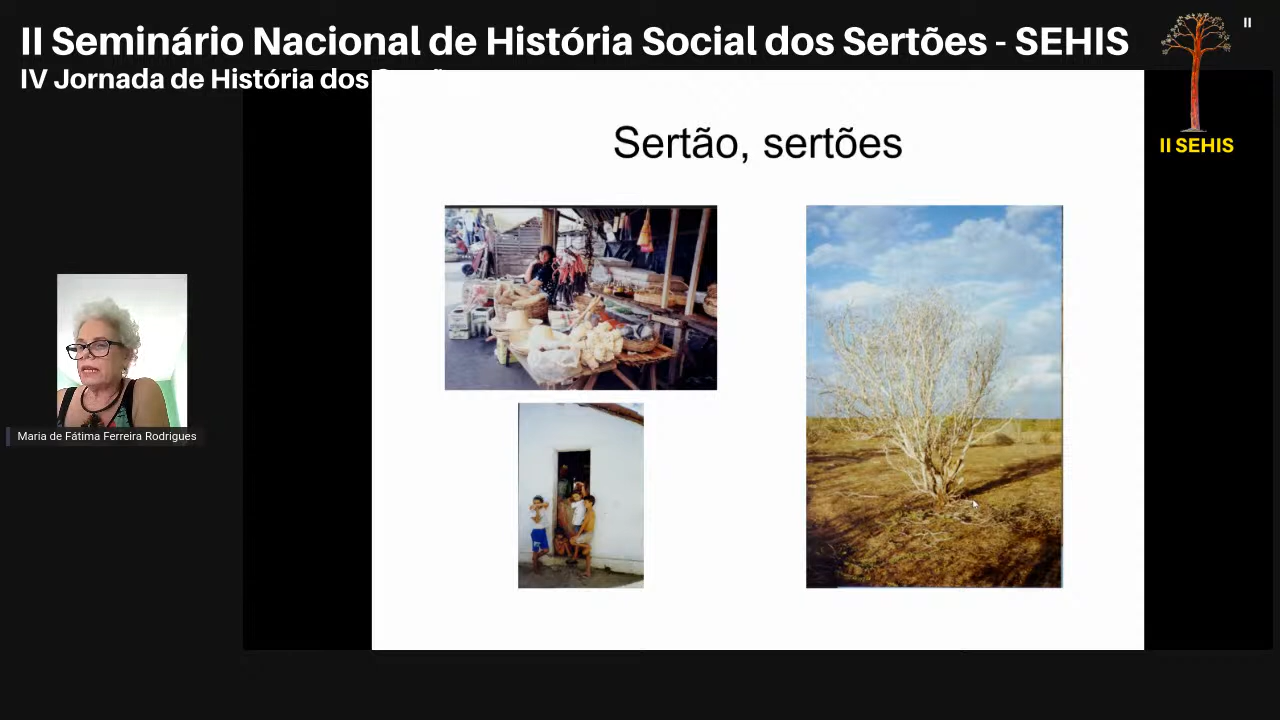 II Seminário Nacional de História Social dos Sertões - SEHIS
IV Jornada de História dos
II
II SEHIS
Sertão, sertões
Maria de Fátima Ferreira Rodrigues